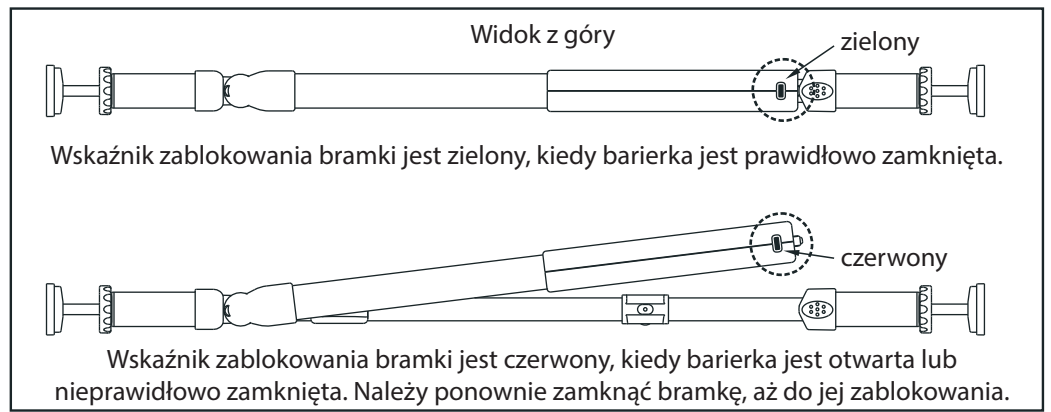 Widok z góry
zielony
Wskaźnik zablokowania bramki jest zielony, kiedy barierka jest prawidłowo zamknięta.
czerwony
Wskaźnik zablokowania bramki jest czerwony, kiedy barierka jest otwarta lub
nieprawidłowo zamknięta. Należy ponownie zamknąć bramkę, aż do jej zablokowania.